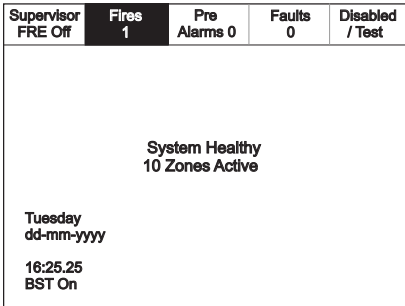 Supervisor FRE Off
Fires 1
Pre Alarms 0
Faults 0
Disabled / Test
System Healthy
10 Zones Active
Tuesday
dd-mm-yyyy
16:25.25
BST On